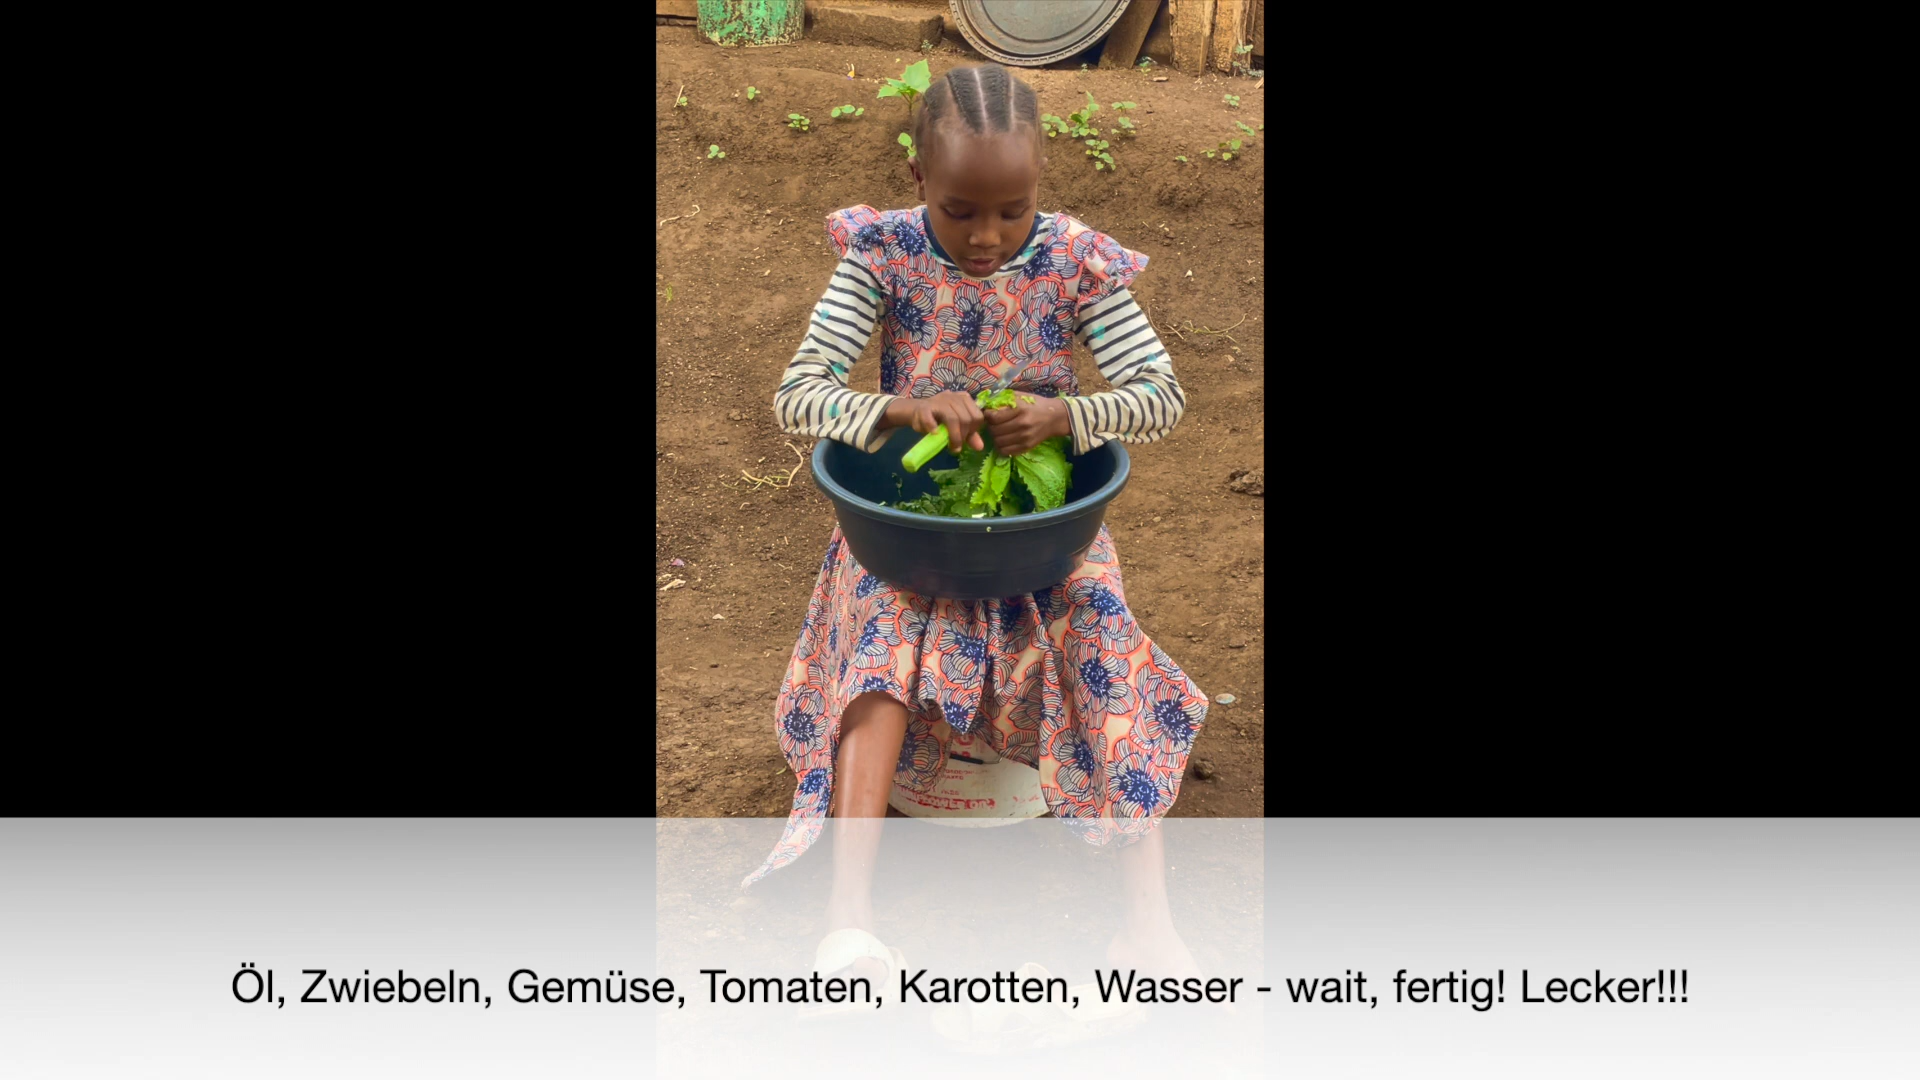 Öl, Zwiebeln, Gemüse, Tomaten, Karotten, Wasser - wait, fertig! Lecker!!!